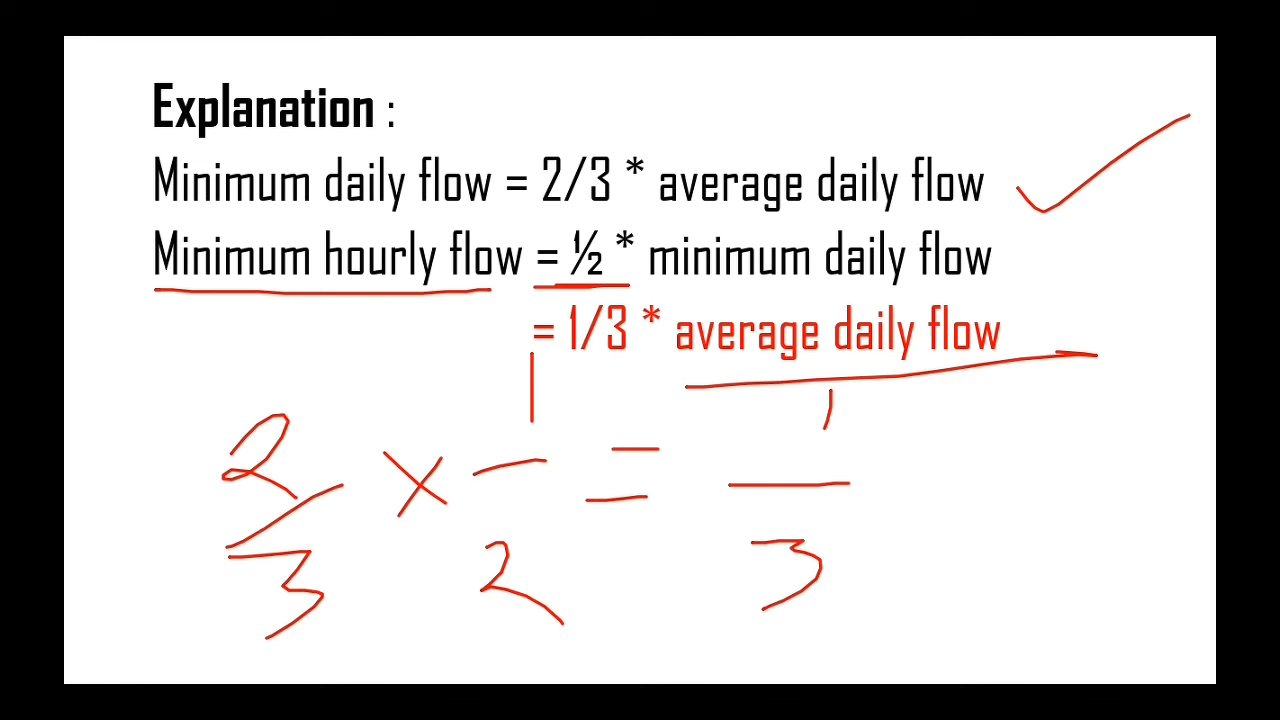 Explanation :
Minimum daily flow = 2/3 * average daily flow
Minimum hourly flow = ½ * minimum daily flow
= 1/3 * average daily flow
2/3 × 1/2 = 1/3